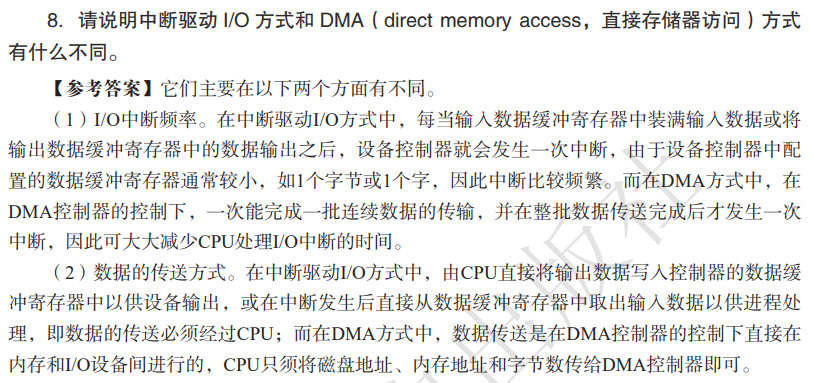 8. 请说明中断驱动 I/O 方式和 DMA（direct memory access，直接存储器访问）方式
有什么不同。
【参考答案】它们主要在以下两个方面有不同。
（1）I/O中断频率。在中断驱动I/O方式中，每当输入数据缓冲寄存器中装满输入数据或将
输出数据缓冲寄存器中的数据输出之后，设备控制器就会发生一次中断，由于设备控制器中配
置的数据缓冲寄存器通常较小，如1个字节或1个字，因此中断比较频繁。而在DMA方式中，在
DMA控制器的控制下，一次能完成一批连续数据的传输，并在整批数据传送完成后才发生一次
中断，因此可大大减少CPU处理I/O中断的时间。
（2）数据的传送方式。在中断驱动I/O方式中，由CPU直接将输出数据写入控制器的数据缓
冲寄存器中以供设备输出，或在中断发生后直接从数据缓冲寄存器中取出输入数据以供进程处
理，即数据的传送必须经过CPU；而在DMA方式中，数据传送是在DMA控制器的控制下直接在
内存和I/O设备间进行的，CPU只须将磁盘地址、内存地址和字节数传给DMA控制器即可。
出版社